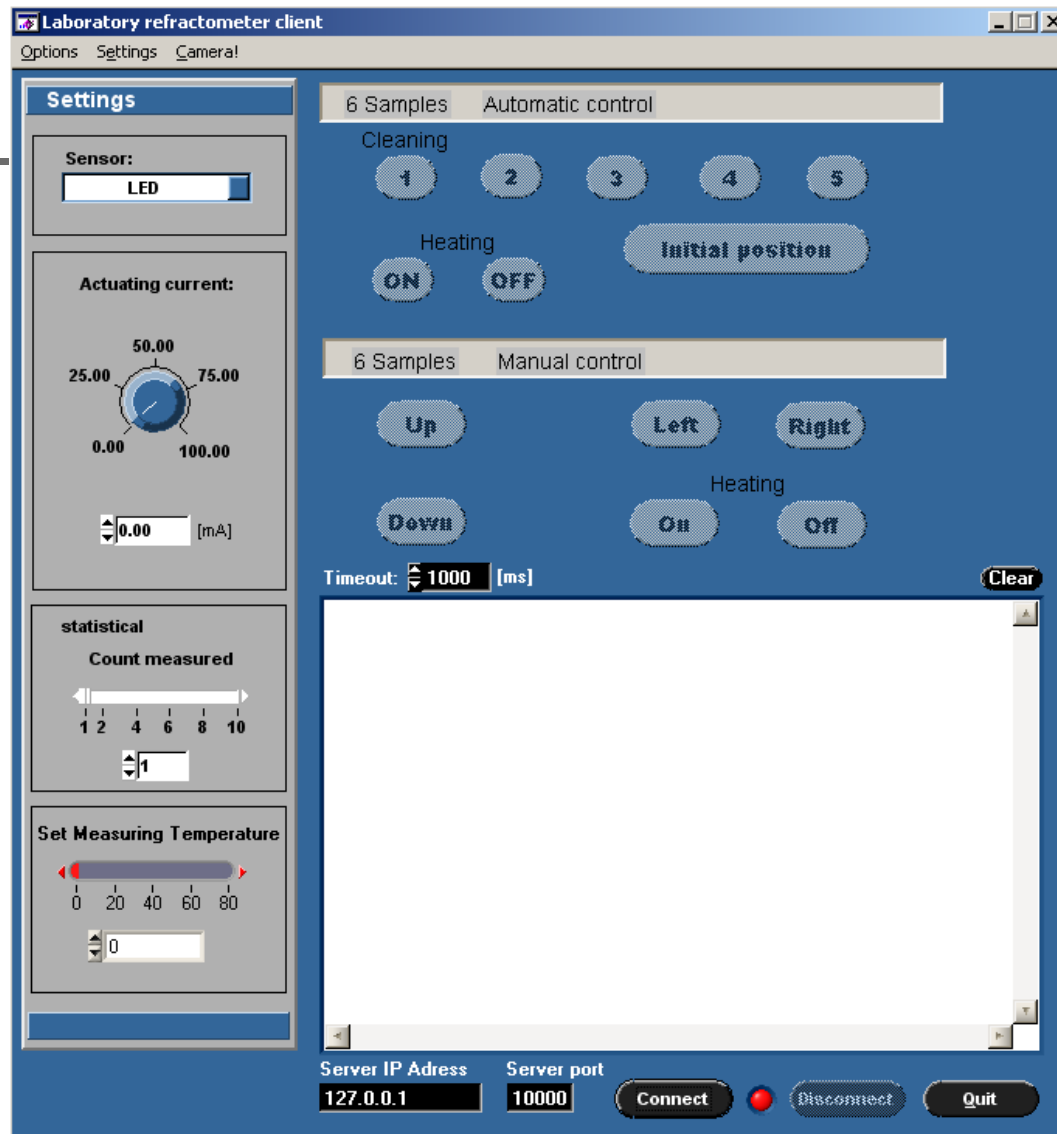 Laboratory refractometer client
Options Settings Camera!
Settings
Sensor:
LED
Actuating current:
50.00
25.00 75.00
0.00 100.00
0.00 [mA]
statistical
Count measured
1 2 4 6 8 10
1
Set Measuring Temperature
0 20 40 60 80
0
6 Samples Automatic control
Cleaning
1 2 3 4 5
Heating
Initial position
ON OFF
6 Samples Manual control
Up Left Right
Heating
Down On Off
Timeout: 1000 [ms] Clear
Server IP Adress Server port
127.0.0.1 10000 Connect Disconnect Quit